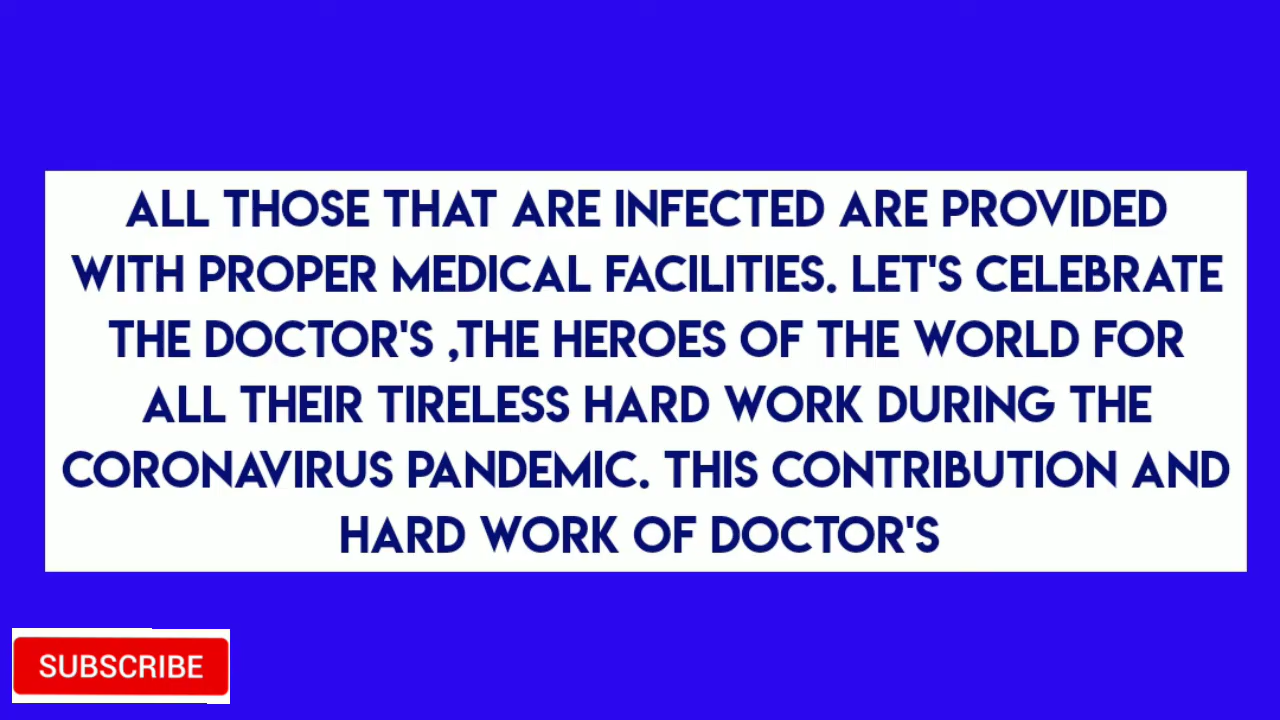 ALL THOSE THAT ARE INFECTED ARE PROVIDED
WITH PROPER MEDICAL FACILITIES. LET'S CELEBRATE
THE DOCTOR'S ,THE HEROES OF THE WORLD FOR
ALL THEIR TIRELESS HARD WORK DURING THE
CORONAVIRUS PANDEMIC. THIS CONTRIBUTION AND
HARD WORK OF DOCTOR'S
SUBSCRIBE